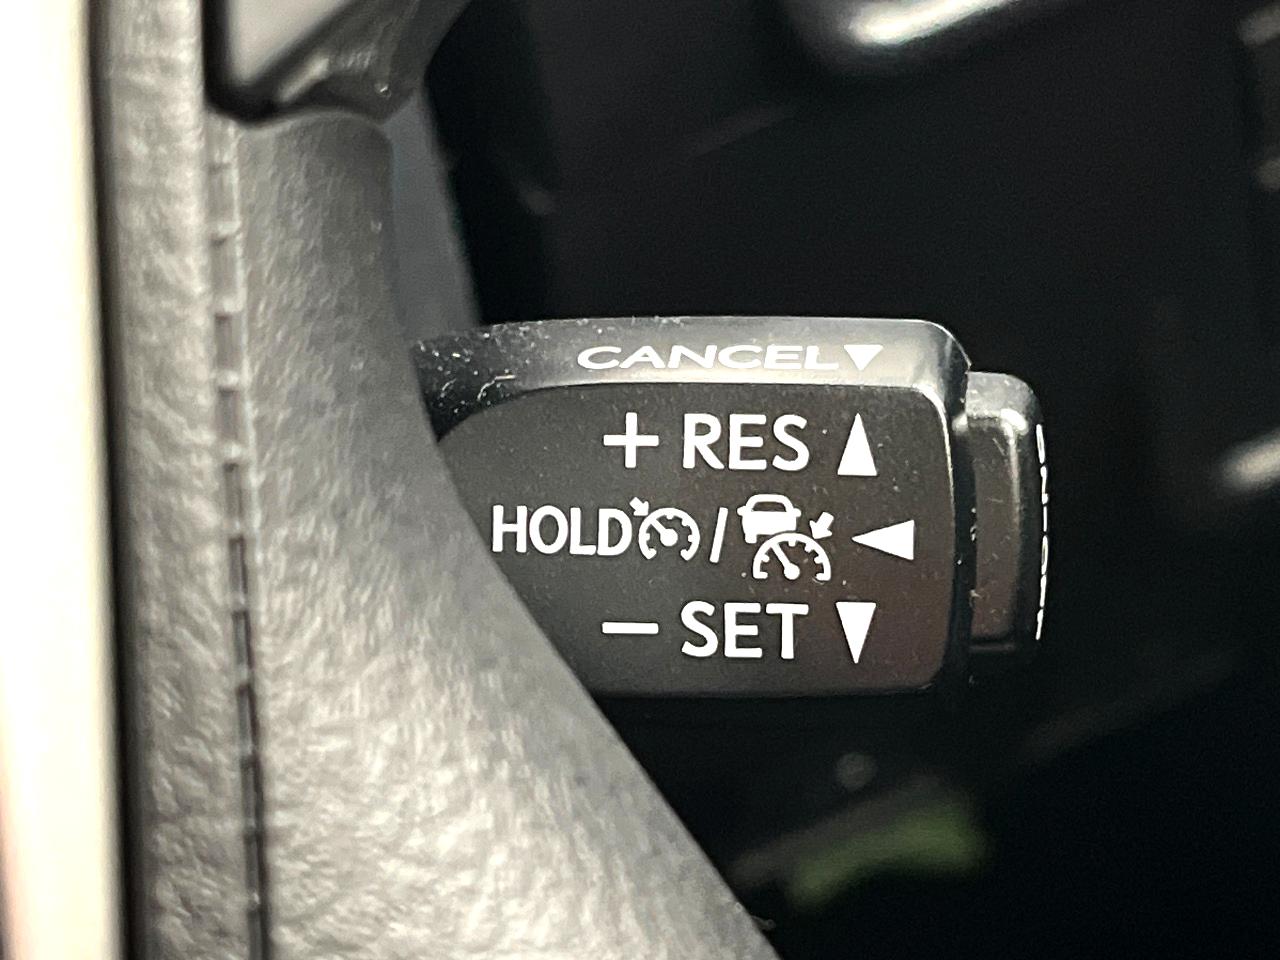 CANCEL▼
+ RES ▲
HOLD / ◀
− SET ▼